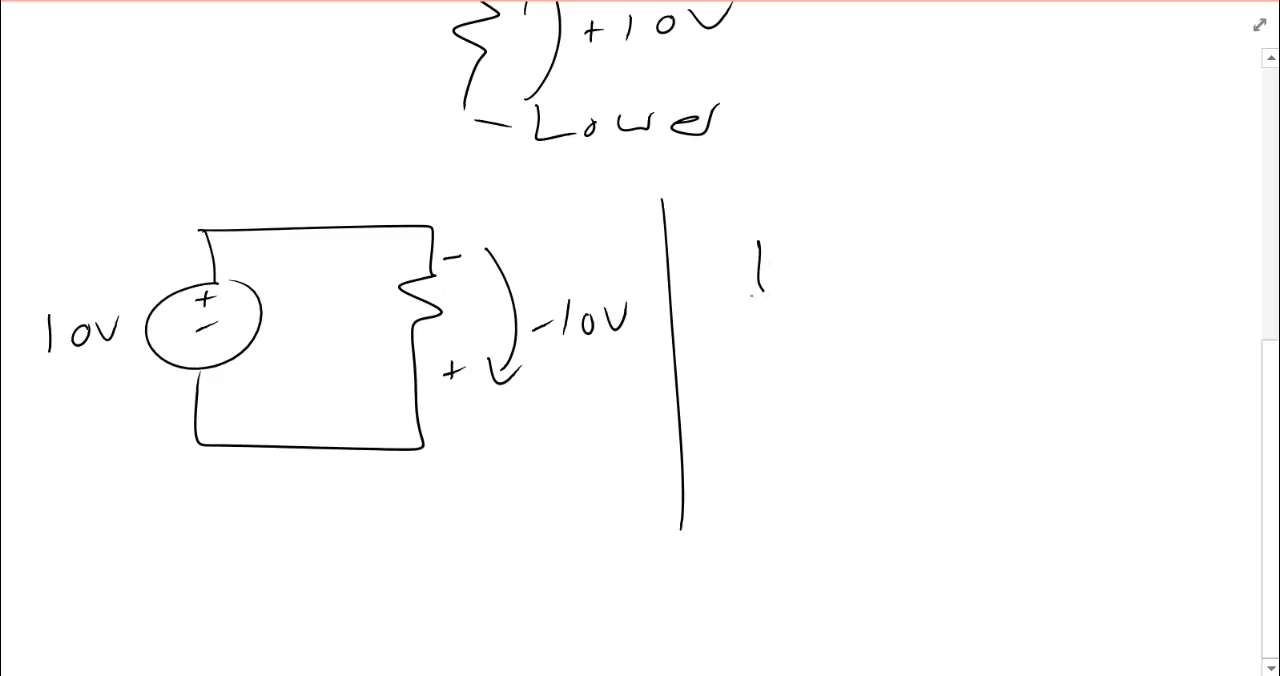 +10V
- Lower
+
-
10V
-
-10V
+